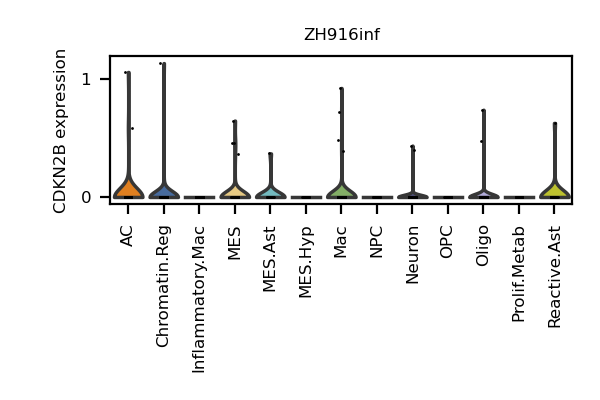 ZH916inf
CDKN2B expression
1
0
AC
Chromatin.Reg
Inflammatory.Mac
MES
MES.Ast
MES.Hyp
Mac
NPC
Neuron
OPC
Oligo
Prolif.Metab
Reactive.Ast